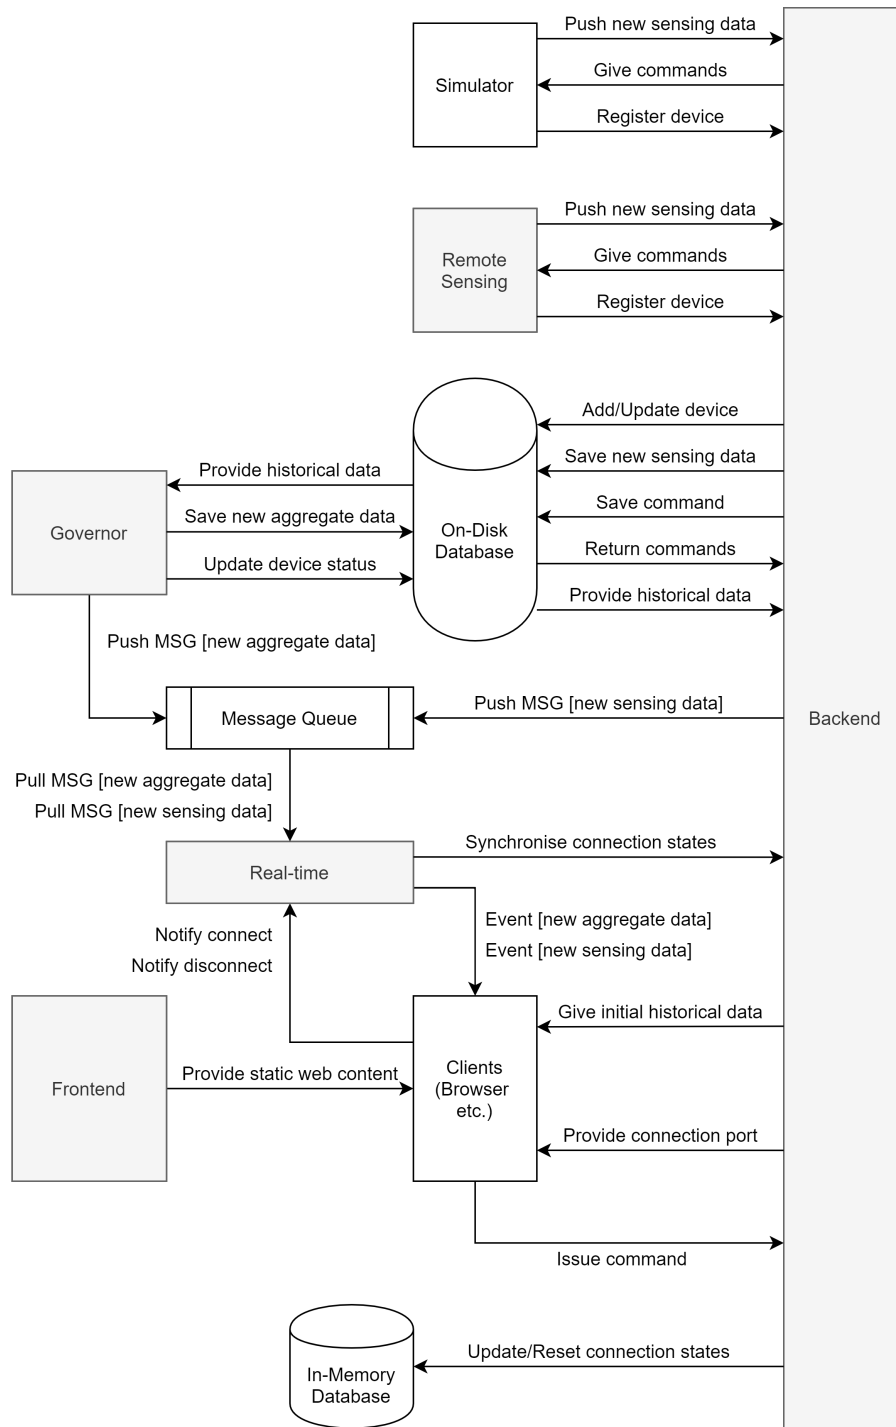 Push new sensing data
Give commands
Simulator
Register device
Push new sensing data
Give commands
Remote
Sensing
Register device
Add/Update device
Save new sensing data
Provide historical data
Save command
Save new aggregate data
Governor
On-Disk
Database
Return commands
Update device status
Provide historical data
Push MSG [new aggregate data]
Push MSG [new sensing data]
Message Queue
Backend
Pull MSG [new aggregate data]
Pull MSG [new sensing data]
Synchronise connection states
Real-time
Event [new aggregate data]
Event [new sensing data]
Notify connect
Notify disconnect
Give initial historical data
Clients
(Browser
etc.)
Provide static web content
Frontend
Provide connection port
Issue command
Update/Reset connection states
In-Memory
Database